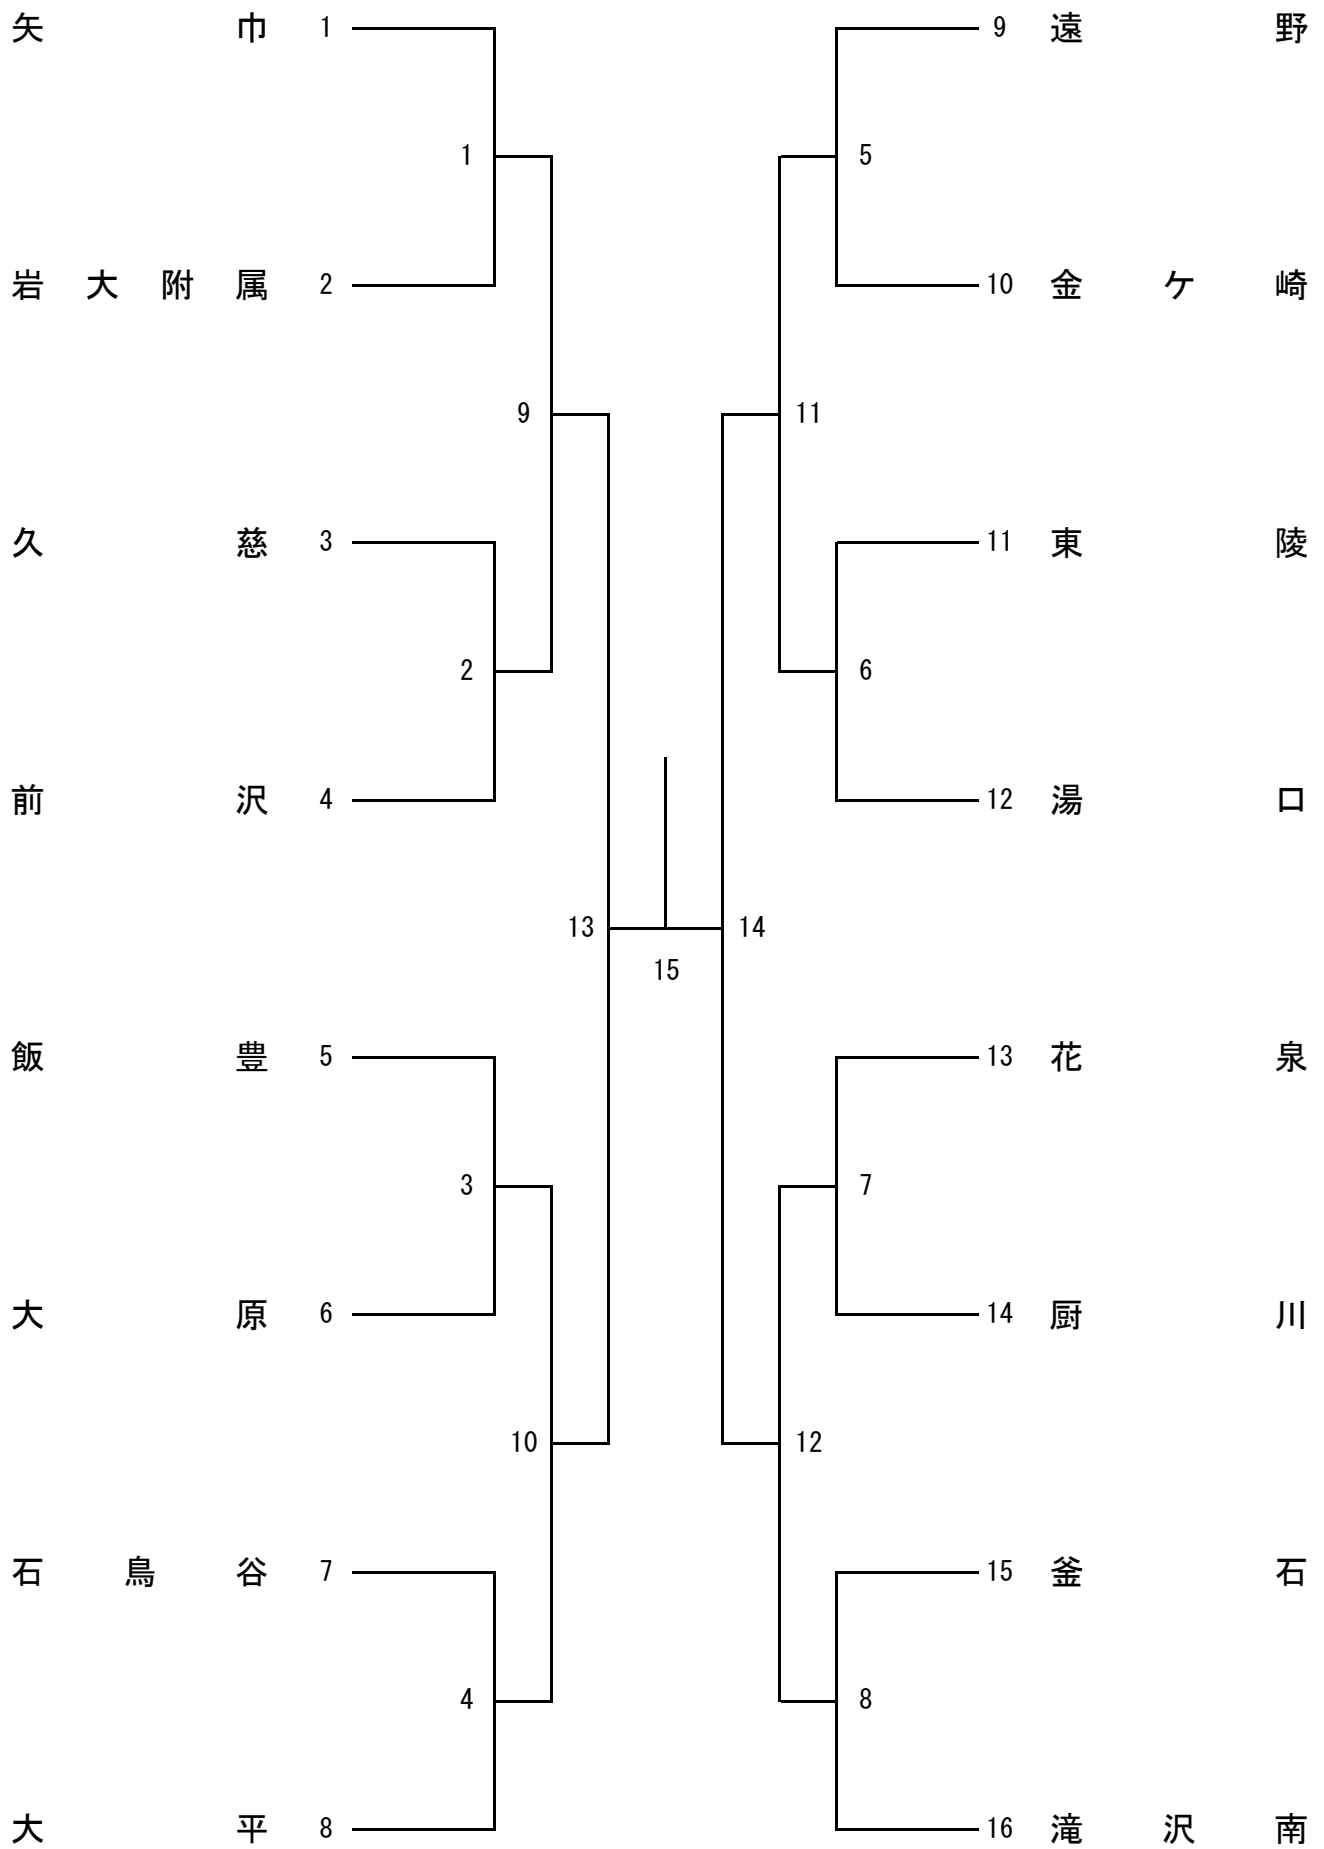 矢巾 1 9 遠野
1 5
岩大附属 2 10 金ケ崎
9 11
久慈 3 11 東陵
2 6
前沢 4 12 湯口
13 14
15
飯豊 5 13 花泉
3 7
大原 6 14 厨川
10 12
石鳥谷 7 15 釜石
4 8
大平 8 16 滝沢南